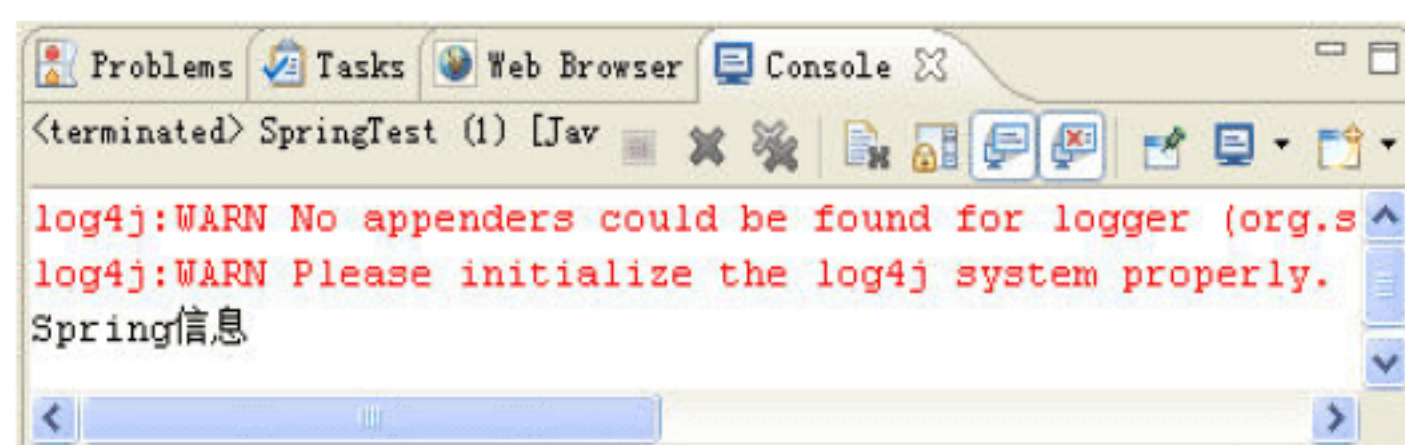 Problems Tasks Web Browser Console
<terminated> SpringTest (1) [Jav
log4j:WARN No appenders could be found for logger (org.s
log4j:WARN Please initialize the log4j system properly.
Spring信息